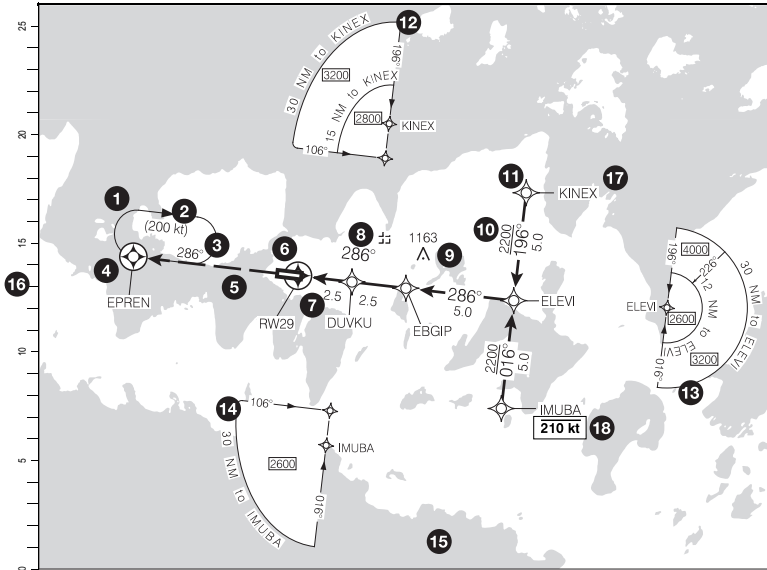 25
20
15
10
5
0
12
30 NM to KINEX
3200
15 NM to KINEX
2800
196°
KINEX
106°
1
2
(200 kt)
3
286°
4
EPREN
16
5
6
7
RW29
2.5
DUVKU
2.5
8
286°
1163
9
EBGIP
286°
5.0
ELEVI
10
2200
196°
5.0
11
KINEX
17
2200
016°
5.0
IMUBA
210 kt
18
196°
4000
226°
30 NM to ELEVI
12 NM to ELEVI
ELEVI
2600
3200
016°
13
14
106°
30 NM to IMUBA
2600
IMUBA
016°
15